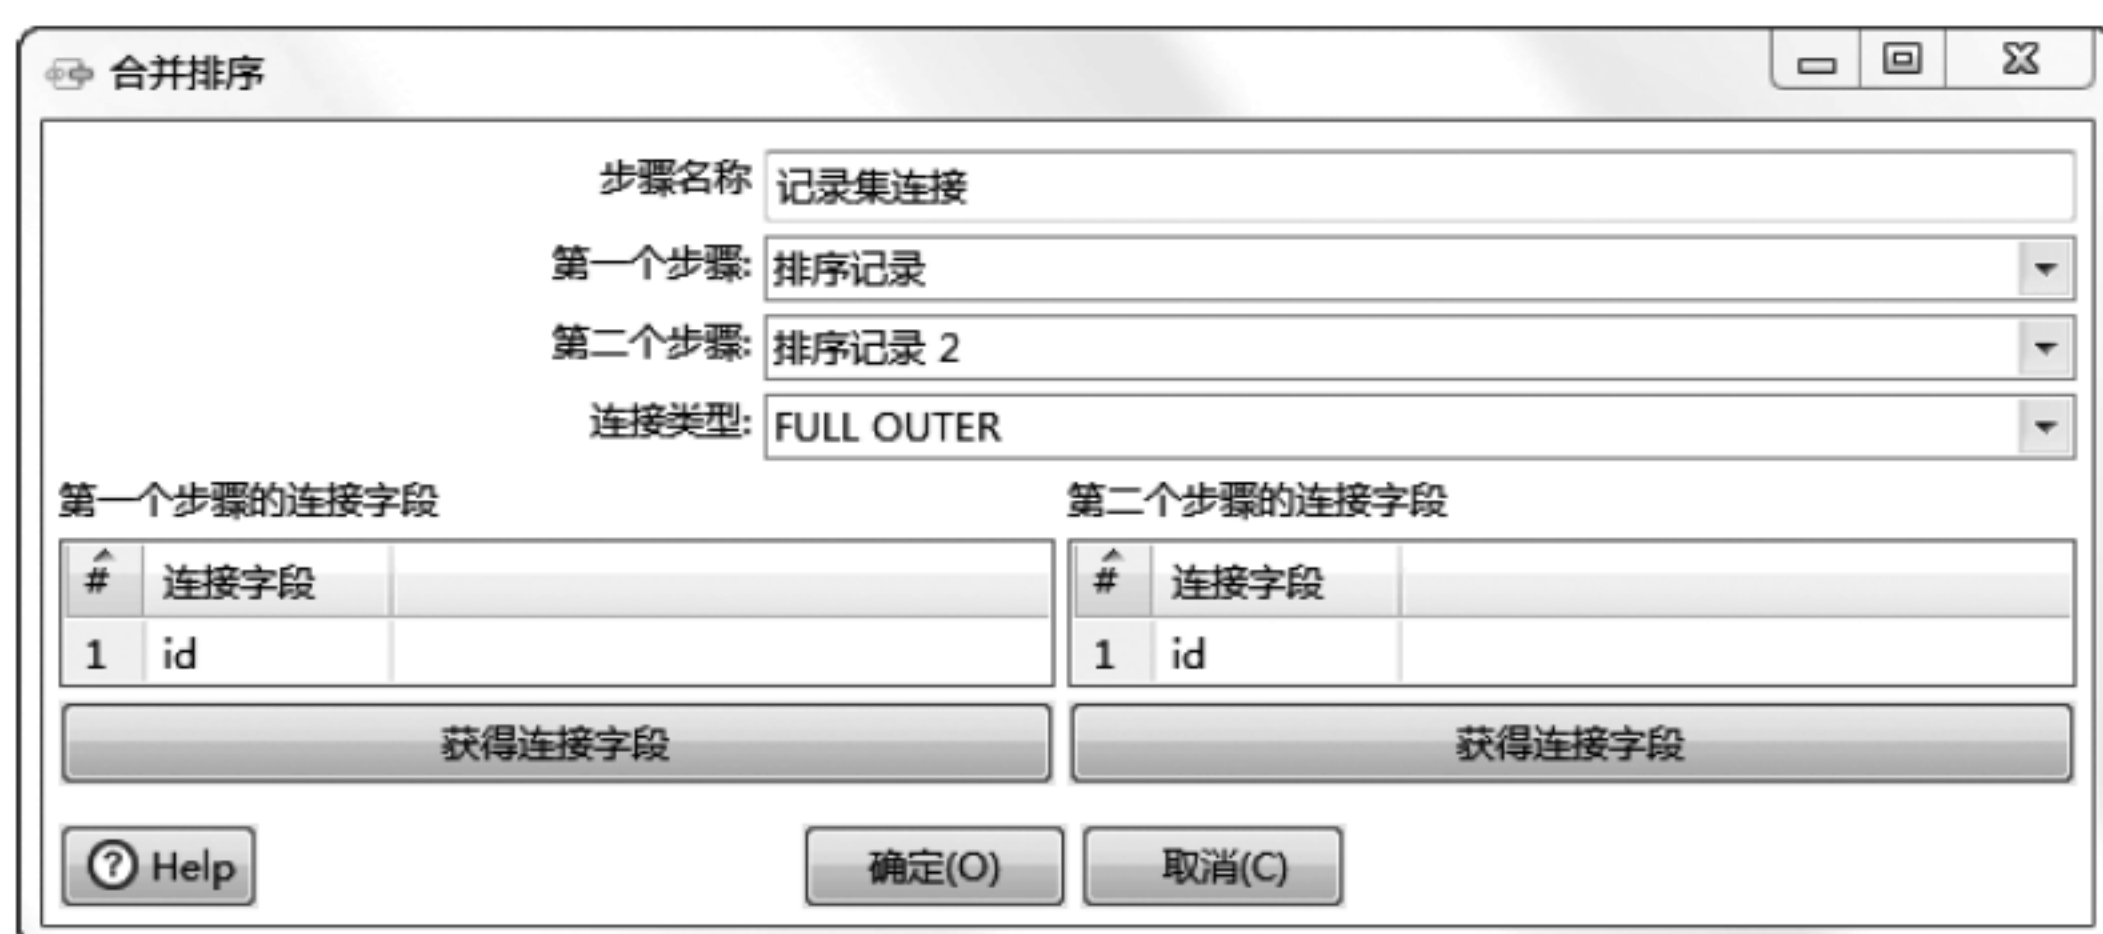 合并排序
步骤名称 记录集连接
第一个步骤: 排序记录
第二个步骤: 排序记录 2
连接类型: FULL OUTER
第一个步骤的连接字段 第二个步骤的连接字段
# 连接字段 # 连接字段
1 id 1 id
获得连接字段 获得连接字段
? Help 确定(O) 取消(C)